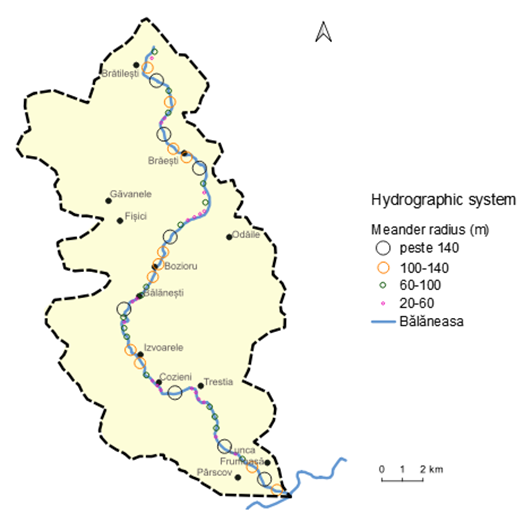 Brătilești
Brăești
Găvanele
Fișici
Odăile
Bozioru
Bălănești
Izvoarele
Cozieni
Trestia
Lunca
Frumoasă
Pârscov
Hydrographic system
Meander radius (m)
peste 140
100-140
60-100
20-60
Bălăneasa
0 1 2 km